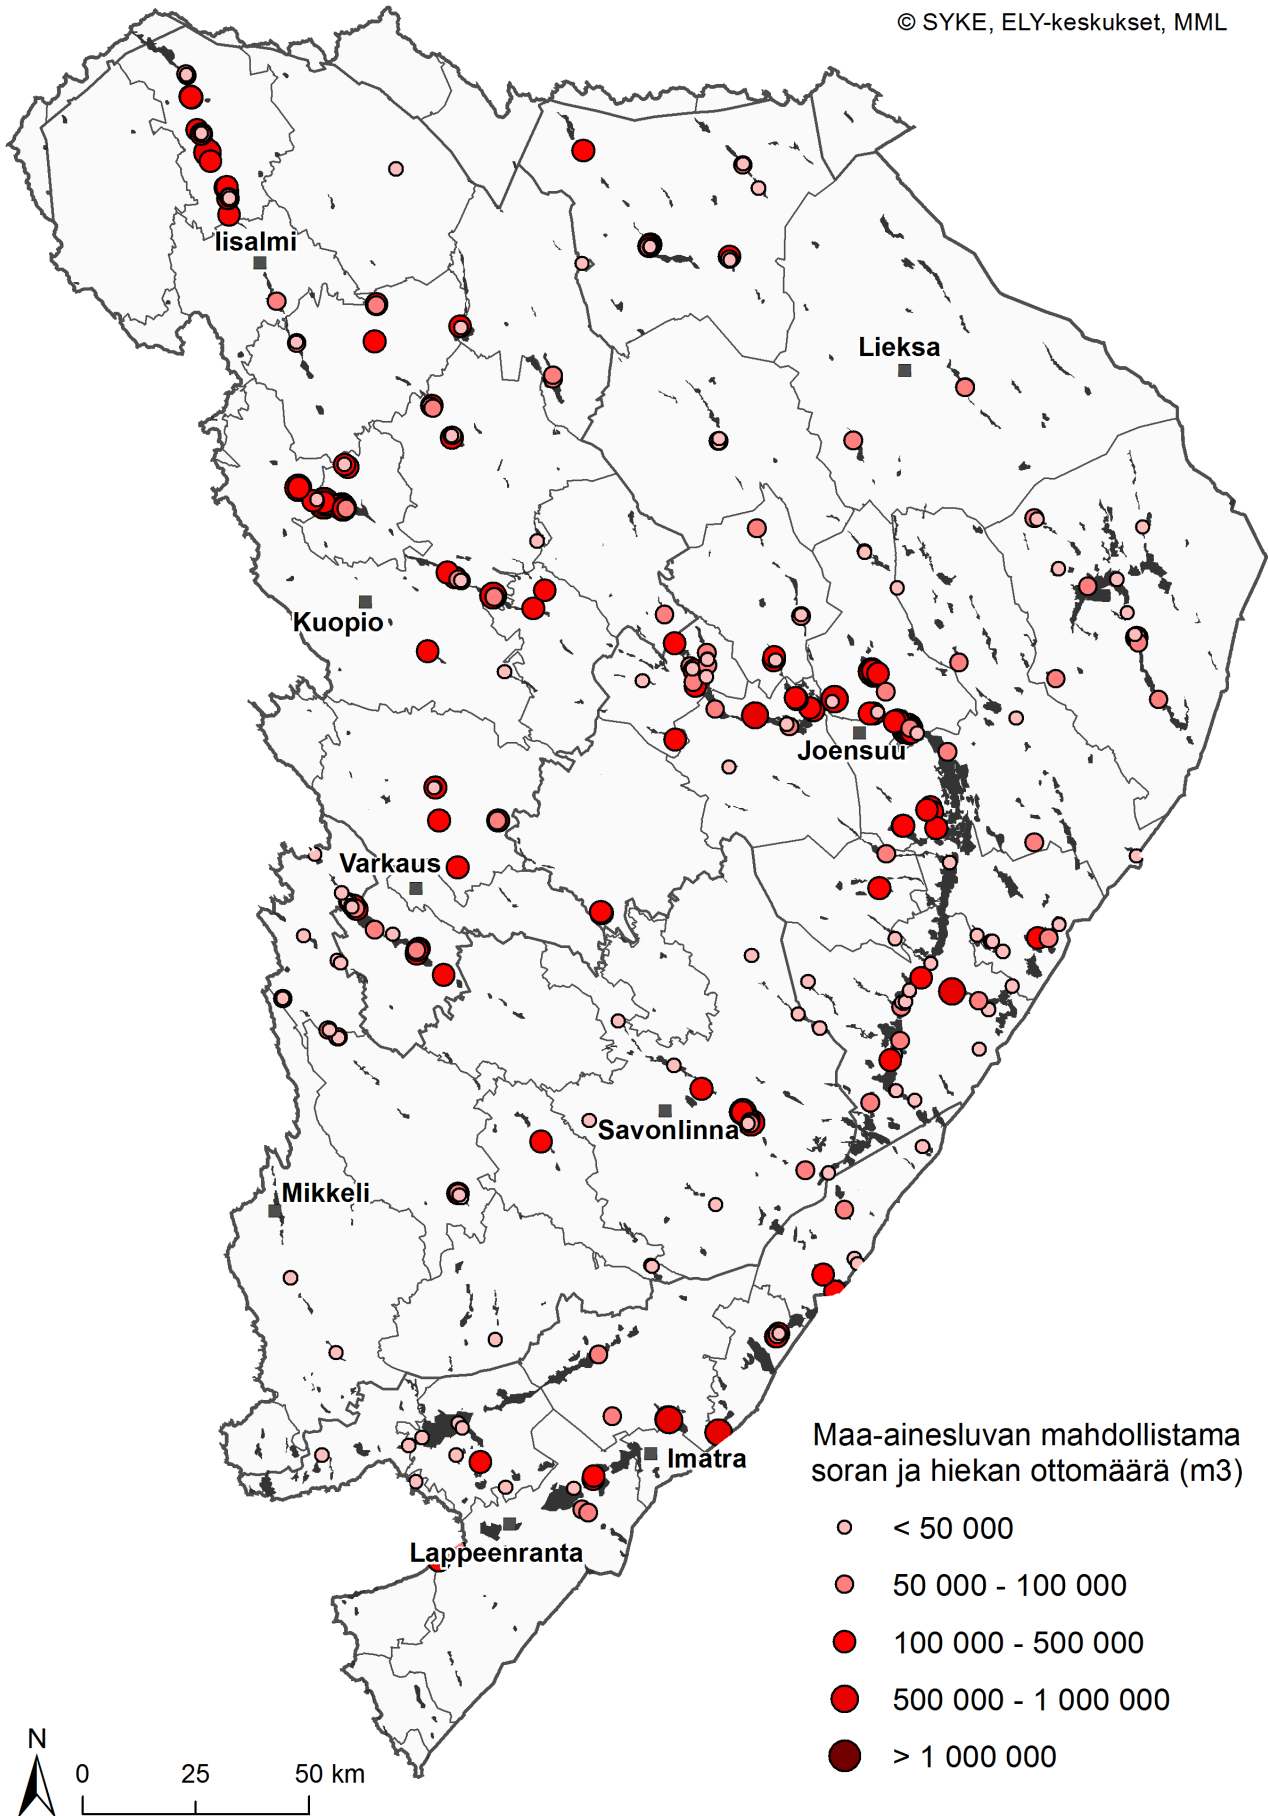 © SYKE, ELY-keskukset, MML
Iisalmi
Lieksa
Kuopio
Joensuu
Varkaus
Savonlinna
Mikkeli
Imatra
Lappeenranta
Maa-ainesluvan mahdollistama
soran ja hiekan ottomäärä (m3)
< 50 000
50 000 - 100 000
100 000 - 500 000
500 000 - 1 000 000
> 1 000 000
N
0 25 50 km